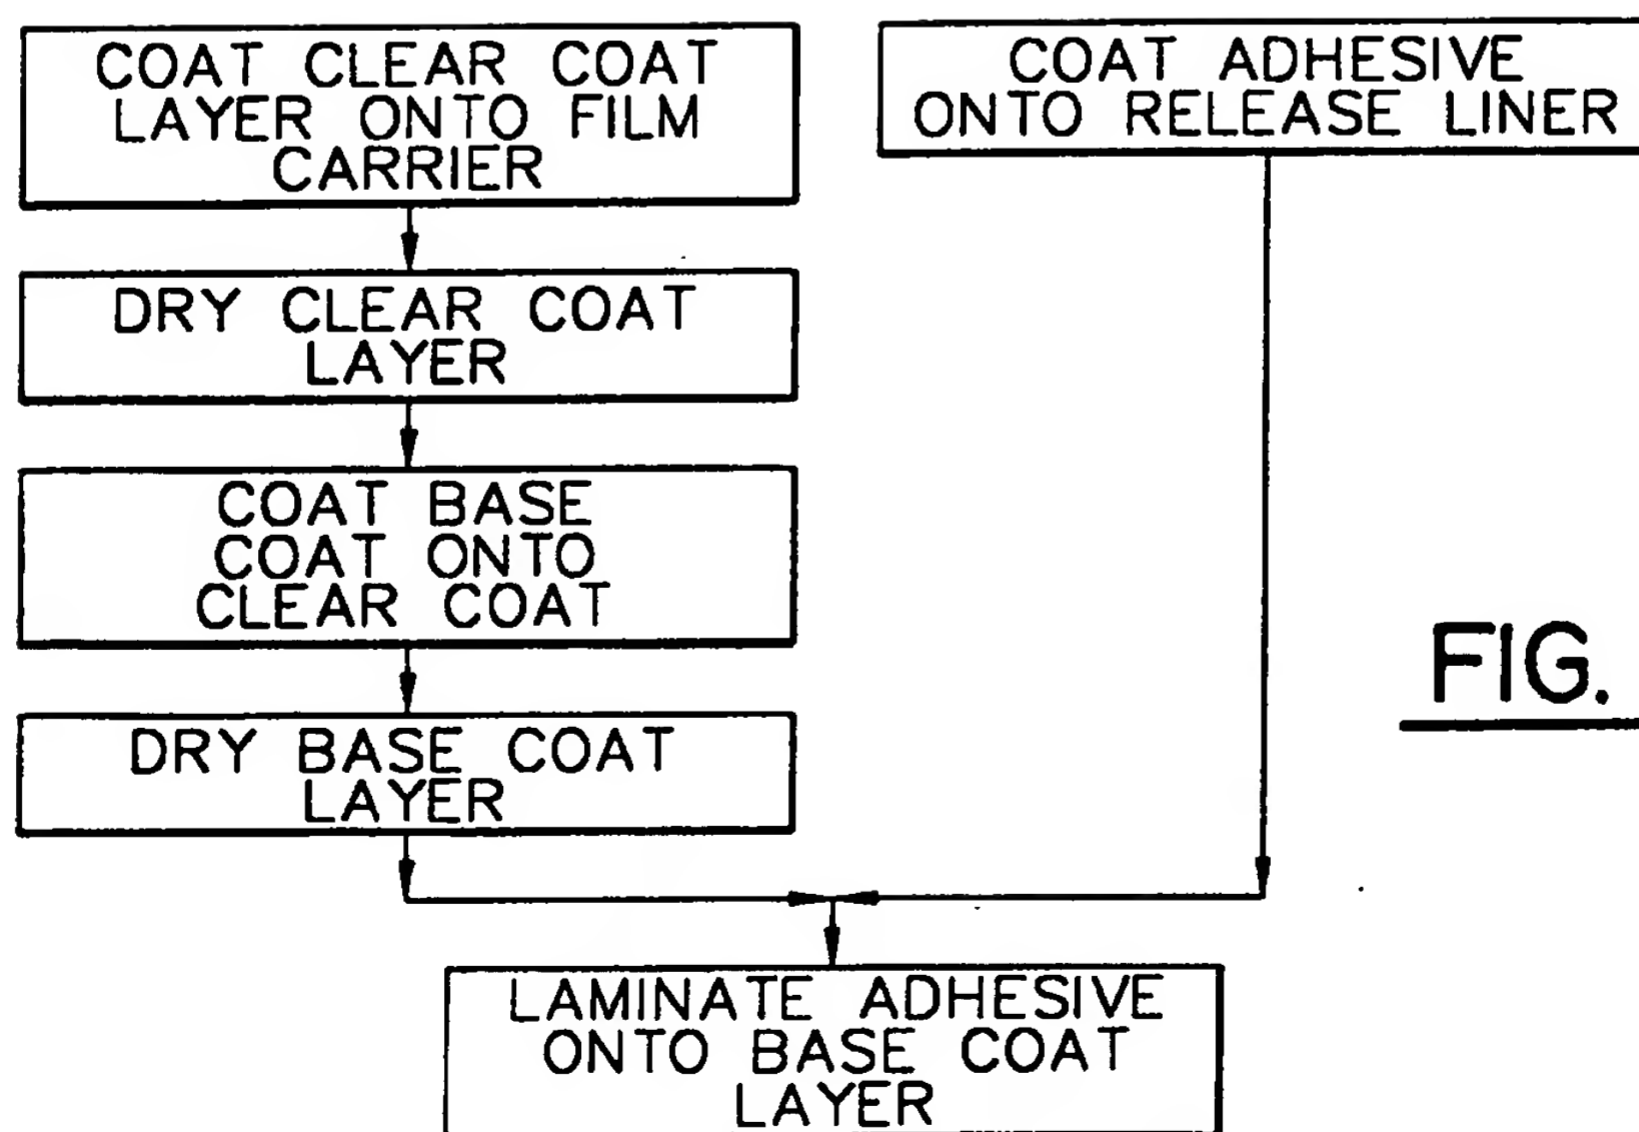 COAT CLEAR COAT
LAYER ONTO FILM
CARRIER
COAT ADHESIVE
ONTO RELEASE LINER
DRY CLEAR COAT
LAYER
COAT BASE
COAT ONTO
CLEAR COAT
FIG.
DRY BASE COAT
LAYER
LAMINATE ADHESIVE
ONTO BASE COAT
LAYER